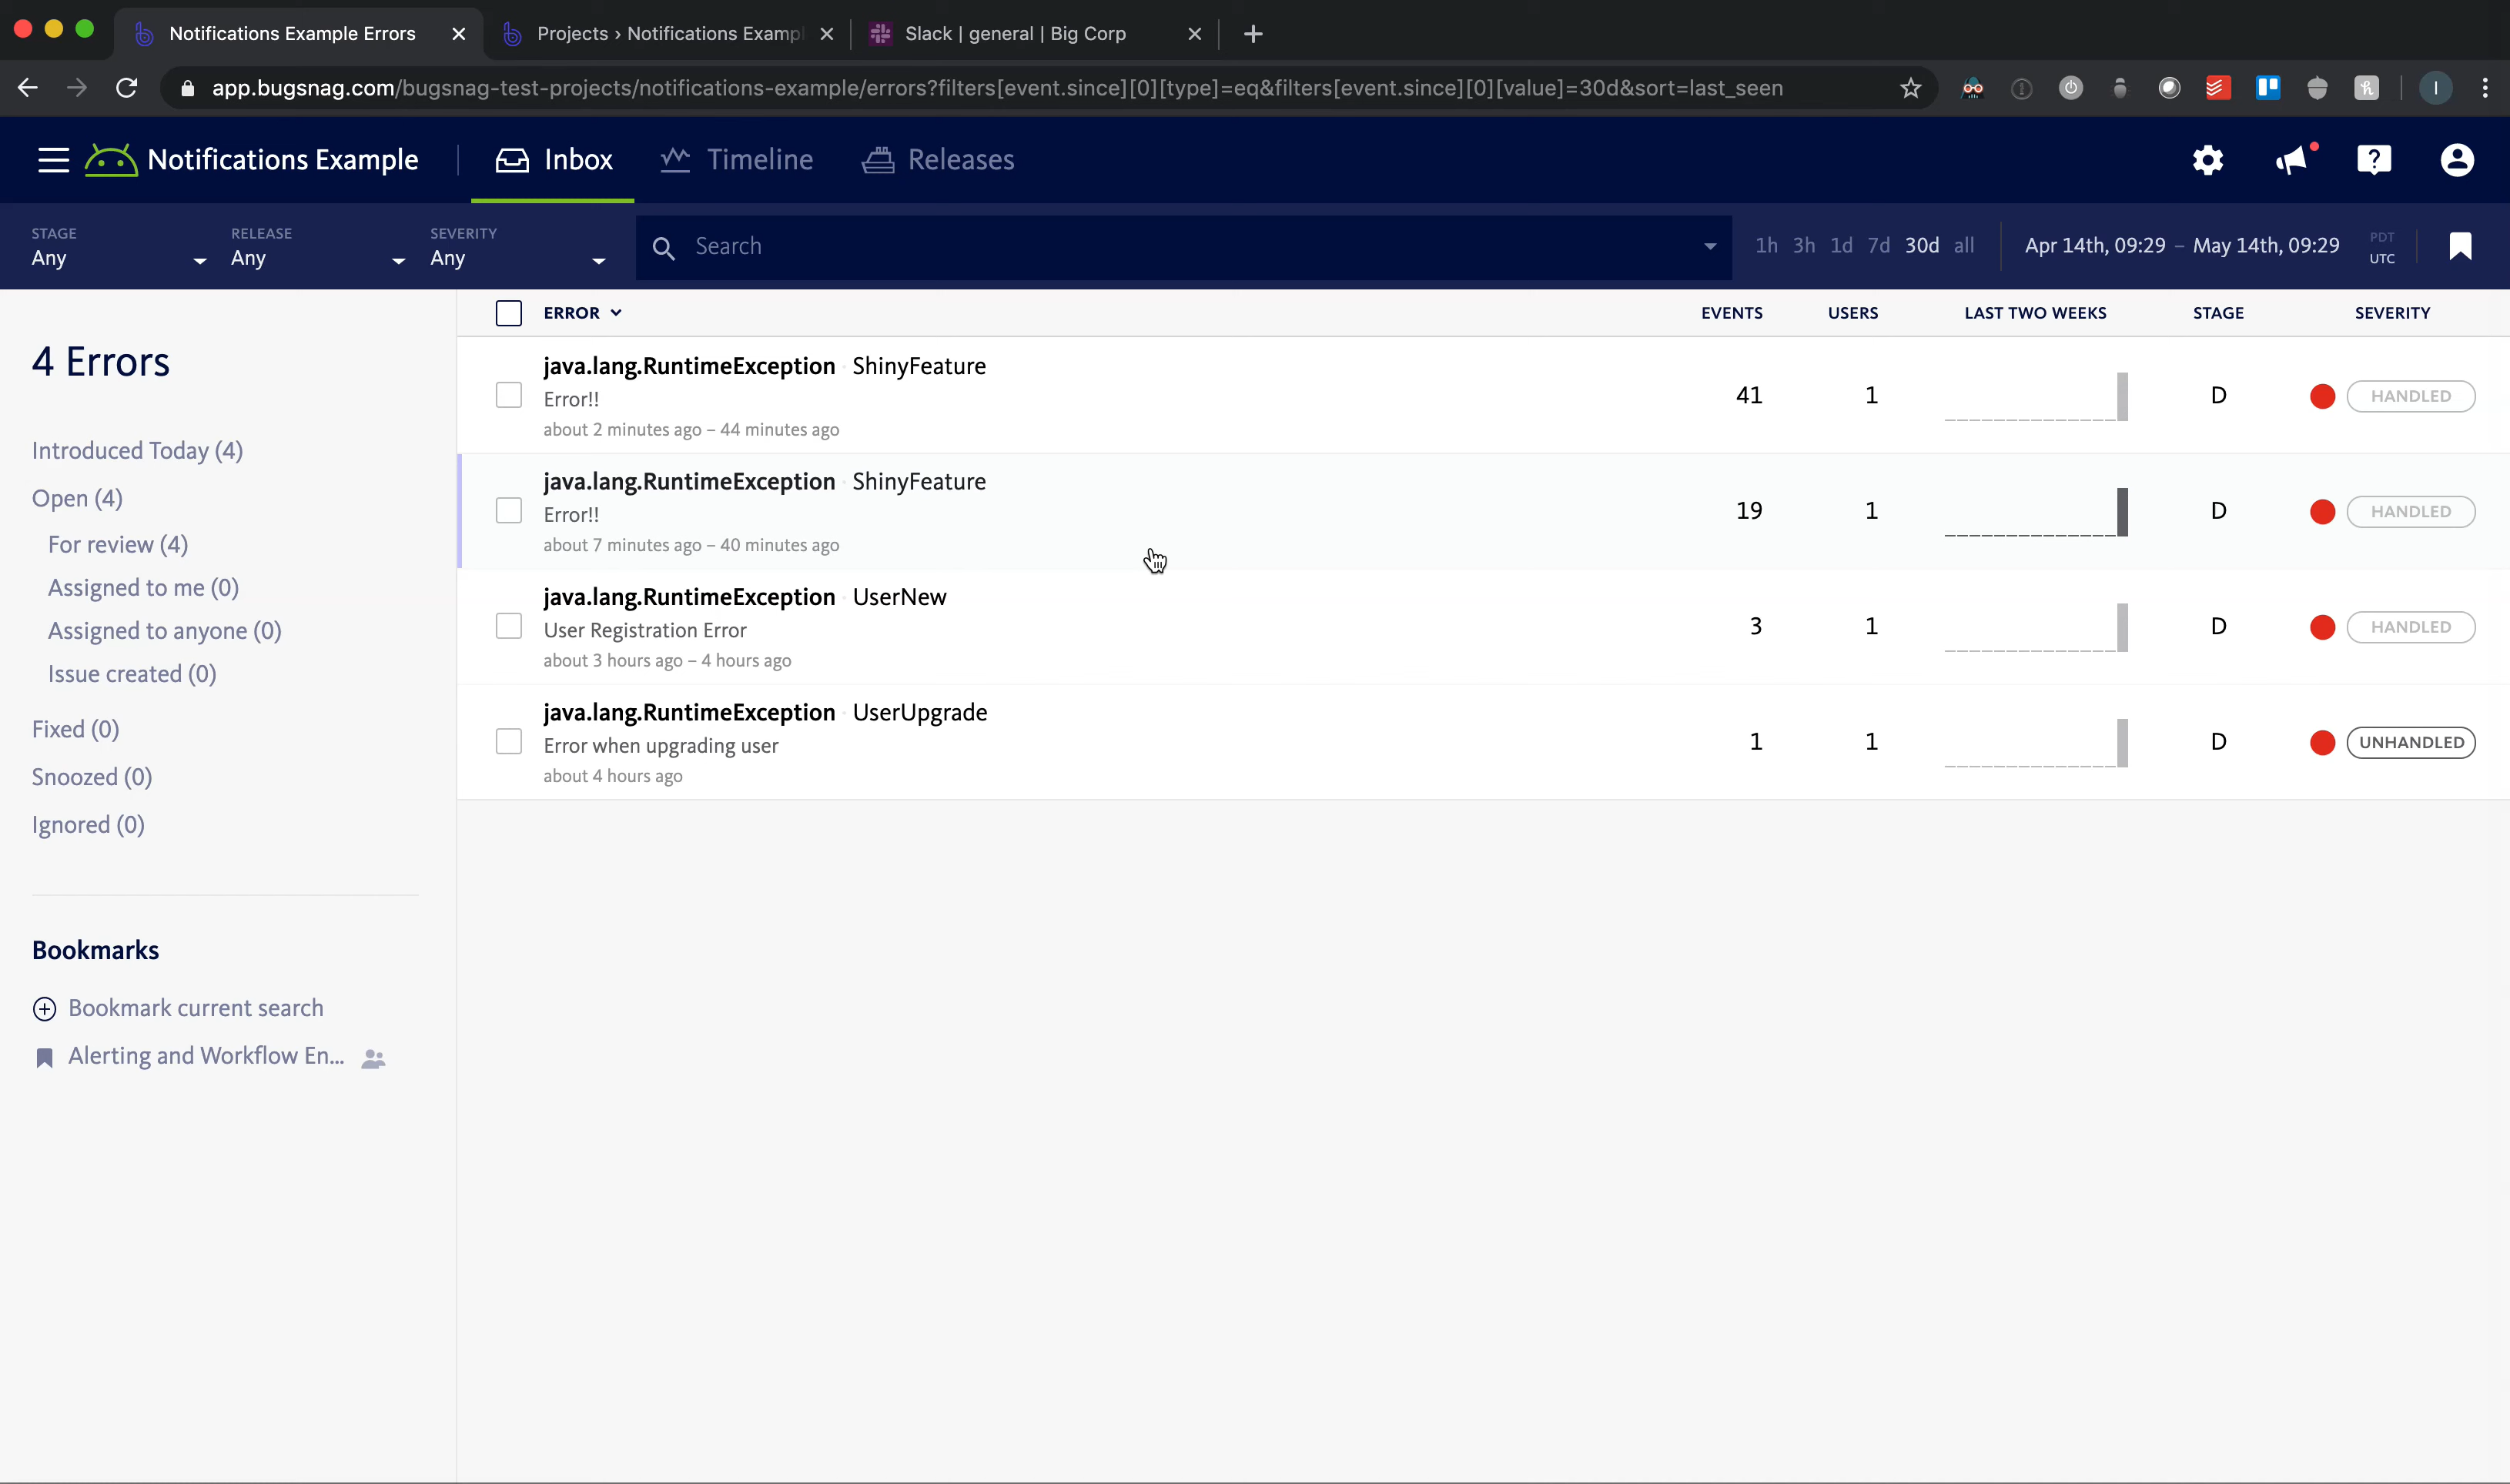 Notifications Example Errors
Projects › Notifications Exampl
Slack | general | Big Corp
app.bugsnag.com/bugsnag-test-projects/notifications-example/errors?filters[event.since][0][type]=eq&filters[event.since][0][value]=30d&sort=last_seen
Notifications Example
Inbox
Timeline
Releases
STAGE
Any
RELEASE
Any
SEVERITY
Any
Search
1h 3h 1d 7d 30d all
Apr 14th, 09:29 – May 14th, 09:29
PDT
UTC
4 Errors
Introduced Today (4)
Open (4)
For review (4)
Assigned to me (0)
Assigned to anyone (0)
Issue created (0)
Fixed (0)
Snoozed (0)
Ignored (0)
Bookmarks
Bookmark current search
Alerting and Workflow En...
ERROR EVENTS USERS LAST TWO WEEKS STAGE SEVERITY
java.lang.RuntimeException · ShinyFeature
Error!!
about 2 minutes ago – 44 minutes ago
41 1 D HANDLED
java.lang.RuntimeException · ShinyFeature
Error!!
about 7 minutes ago – 40 minutes ago
19 1 D HANDLED
java.lang.RuntimeException · UserNew
User Registration Error
about 3 hours ago – 4 hours ago
3 1 D HANDLED
java.lang.RuntimeException · UserUpgrade
Error when upgrading user
about 4 hours ago
1 1 D UNHANDLED